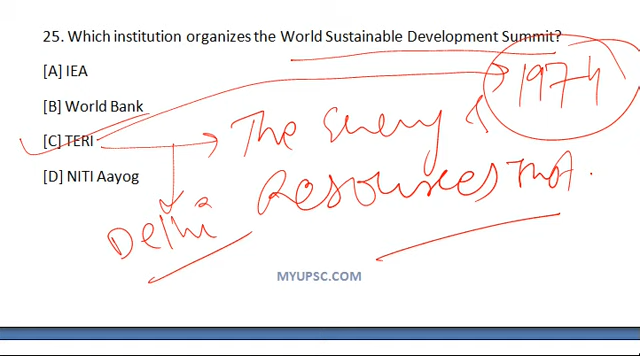 25. Which institution organizes the World Sustainable Development Summit?
[A] IEA
1974
[B] World Bank
The Energy &
[C] TERI
Resources Inst.
[D] NITI Aayog
Delhi
MYUPSC.COM